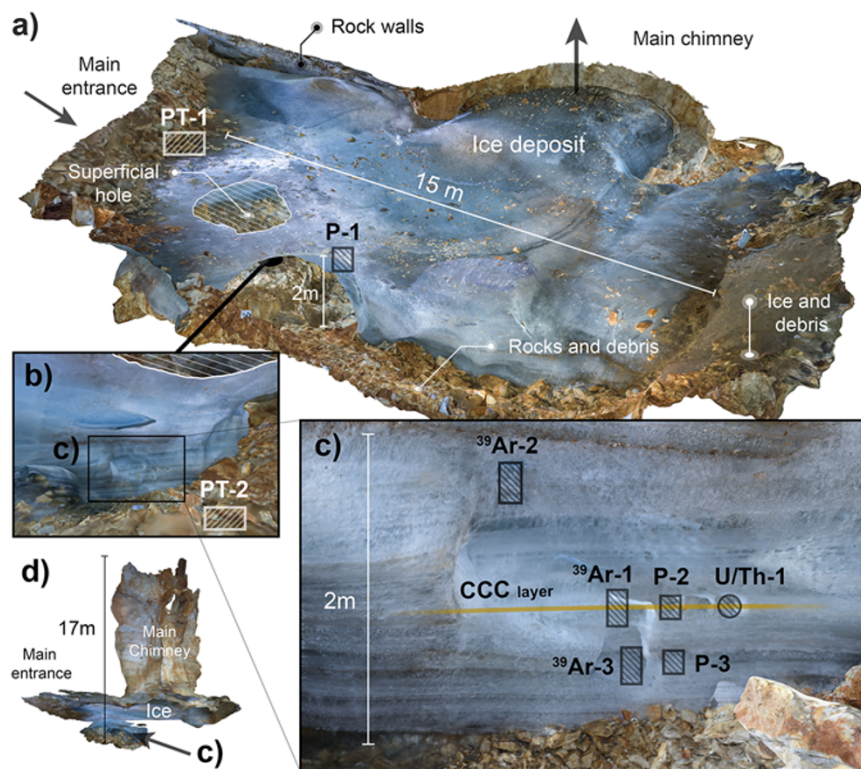 a)
Rock walls
Main chimney
Main
entrance
PT-1
Ice deposit
Superficial
hole
15 m
P-1
2m
Ice and
debris
Rocks and debris
b)
c)
PT-2
c)
³⁹Ar-2
2m
CCC layer
³⁹Ar-1
P-2
U/Th-1
³⁹Ar-3
P-3
d)
17m
Main
Chimney
Main
entrance
Ice
c)